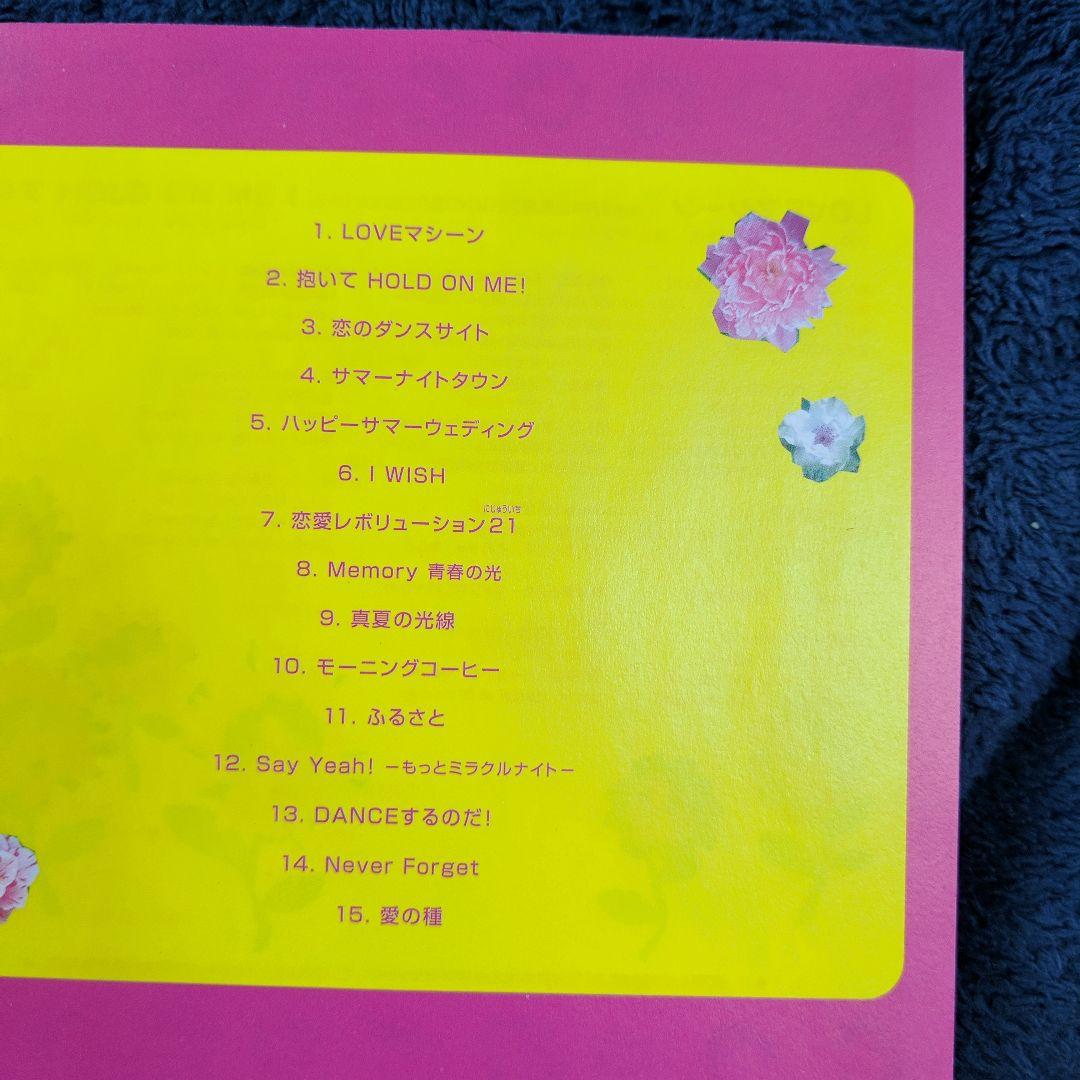 1. LOVEマシーン
2. 抱いて HOLD ON ME!
3. 恋のダンスサイト
4. サマーナイトタウン
5. ハッピーサマーウェディング
6. I WISH
にじゅういち
7. 恋愛レボリューション21
8. Memory 青春の光
9. 真夏の光線
10. モーニングコーヒー
11. ふるさと
12. Say Yeah! −もっとミラクルナイト−
13. DANCEするのだ!
14. Never Forget
15. 愛の種